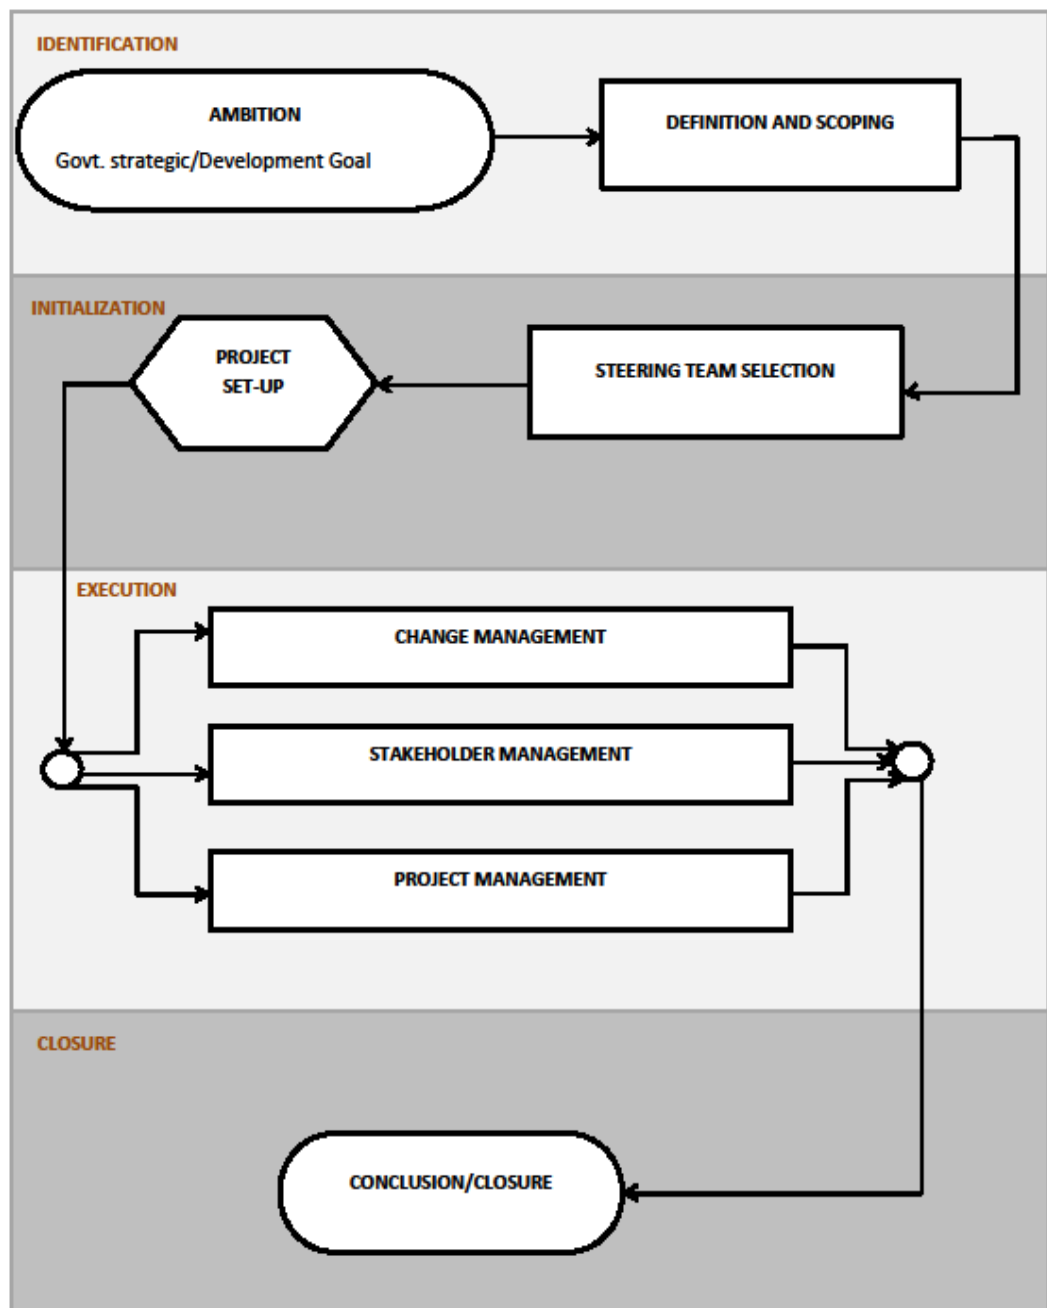 IDENTIFICATION
AMBITION
Govt. strategic/Development Goal
DEFINITION AND SCOPING
INITIALIZATION
PROJECT
SET-UP
STEERING TEAM SELECTION
EXECUTION
CHANGE MANAGEMENT
STAKEHOLDER MANAGEMENT
PROJECT MANAGEMENT
CLOSURE
CONCLUSION/CLOSURE